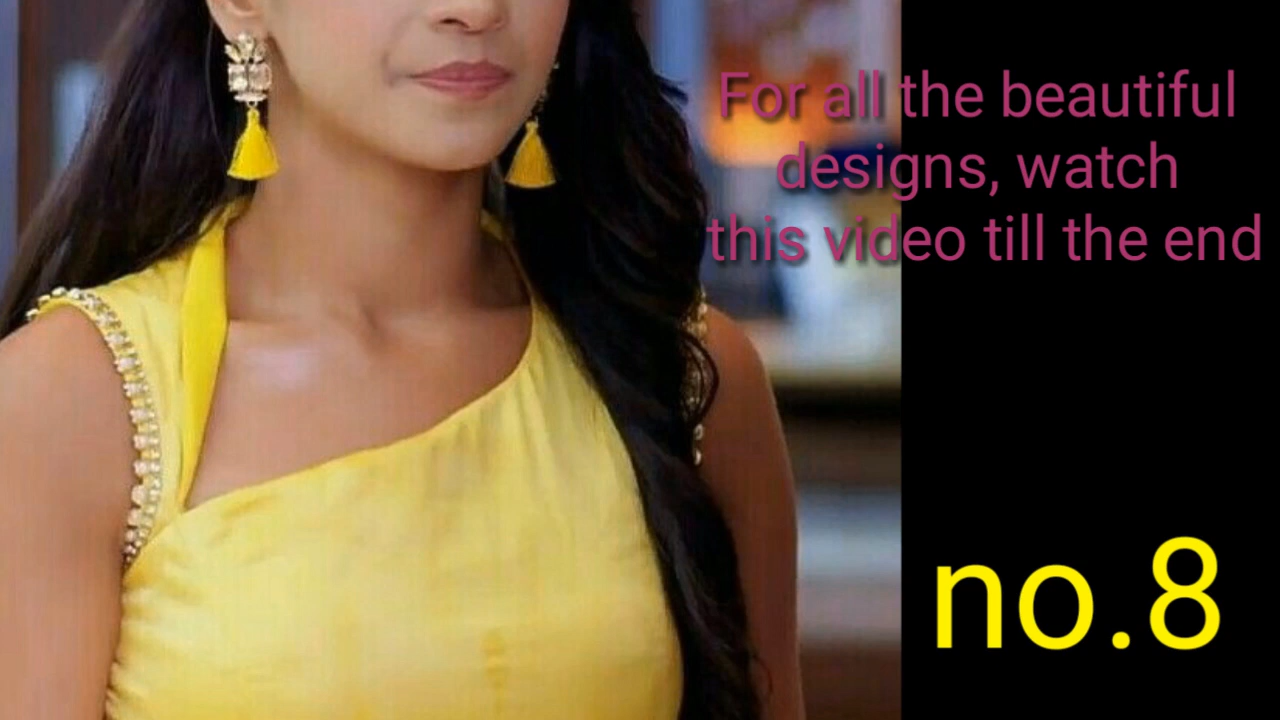 For all the beautiful
designs, watch
this video till the end
no.8